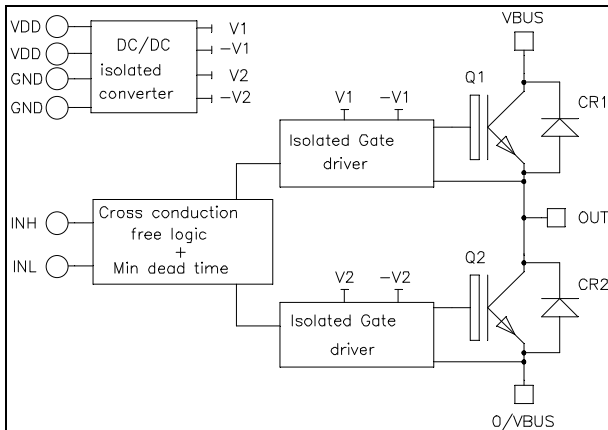 VDD
VDD
GND
GND
DC/DC
isolated
converter
V1
-V1
V2
-V2
VBUS
Q1
CR1
V1
-V1
Isolated Gate
driver
INH
INL
Cross conduction
free logic
+
Min dead time
OUT
Q2
CR2
V2
-V2
Isolated Gate
driver
0/VBUS